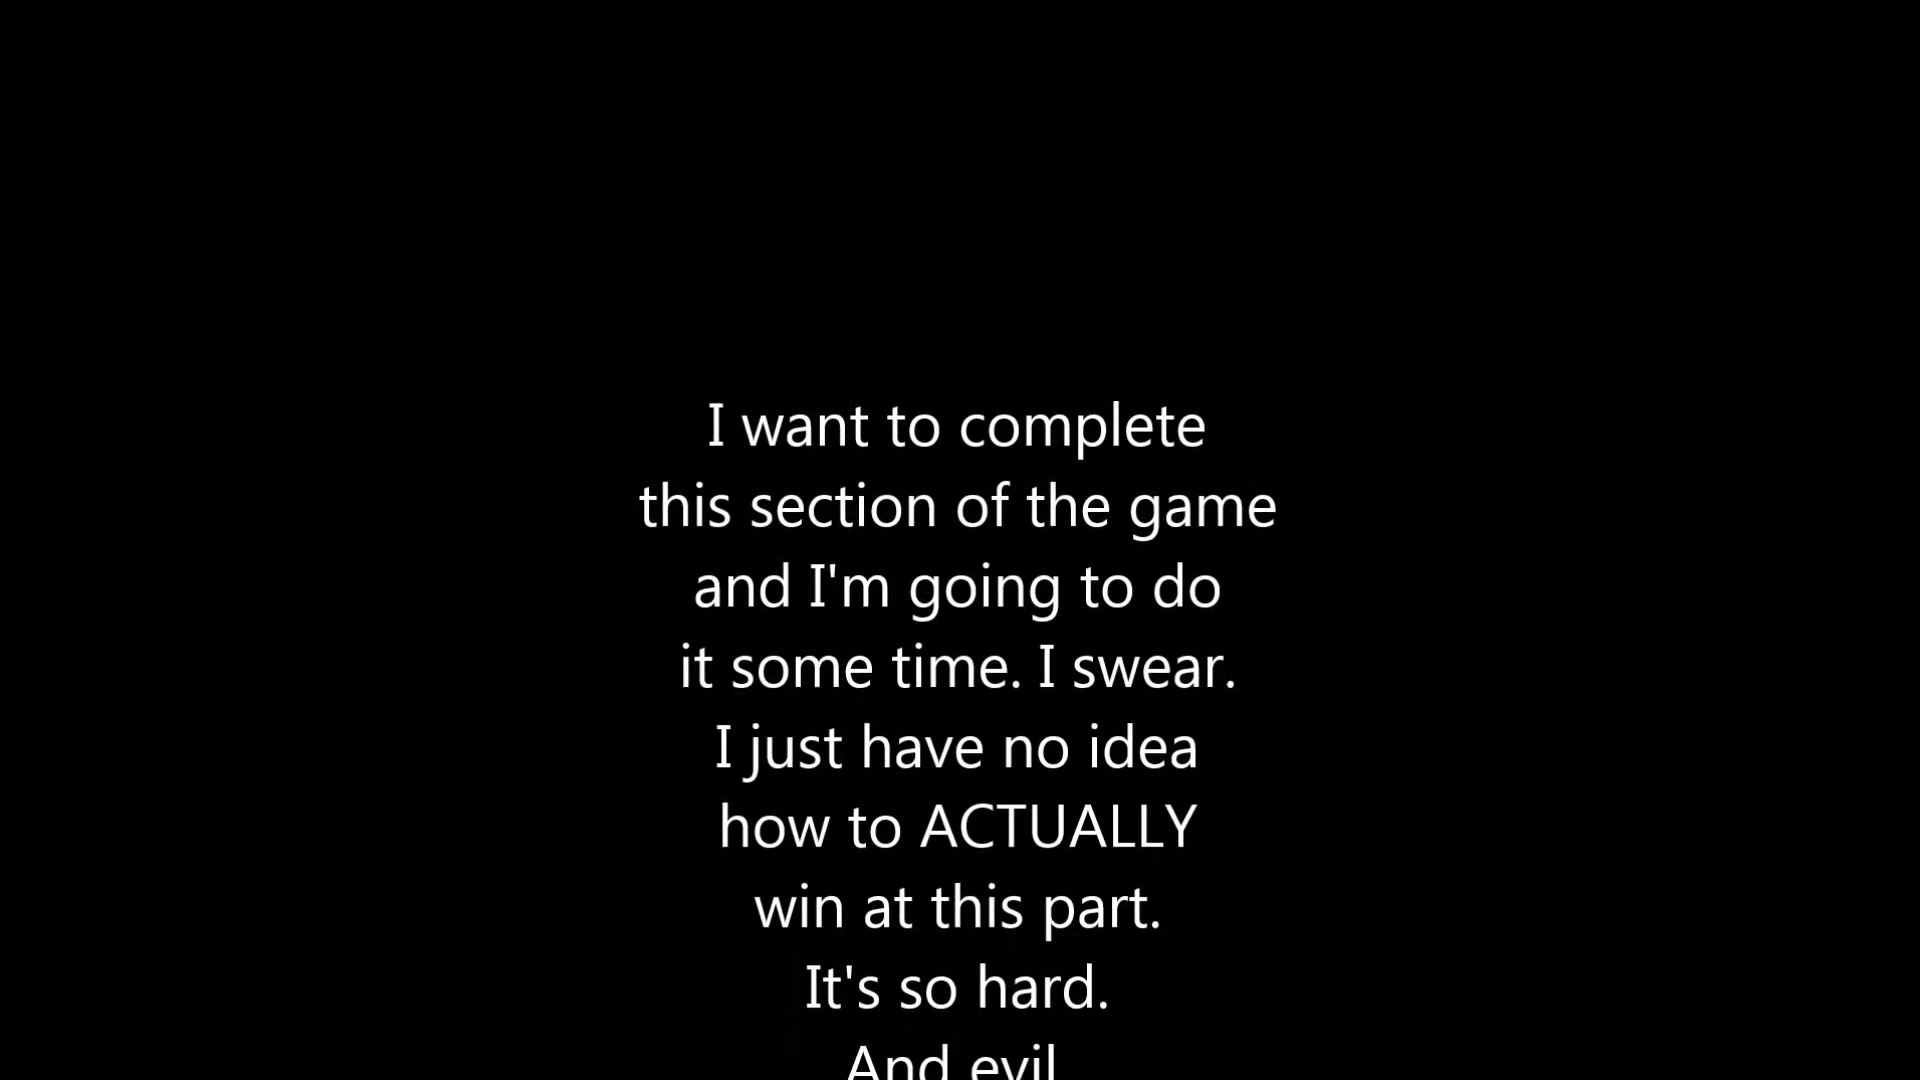 I want to complete
this section of the game
and I'm going to do
it some time. I swear.
I just have no idea
how to ACTUALLY
win at this part.
It's so hard.
And evil